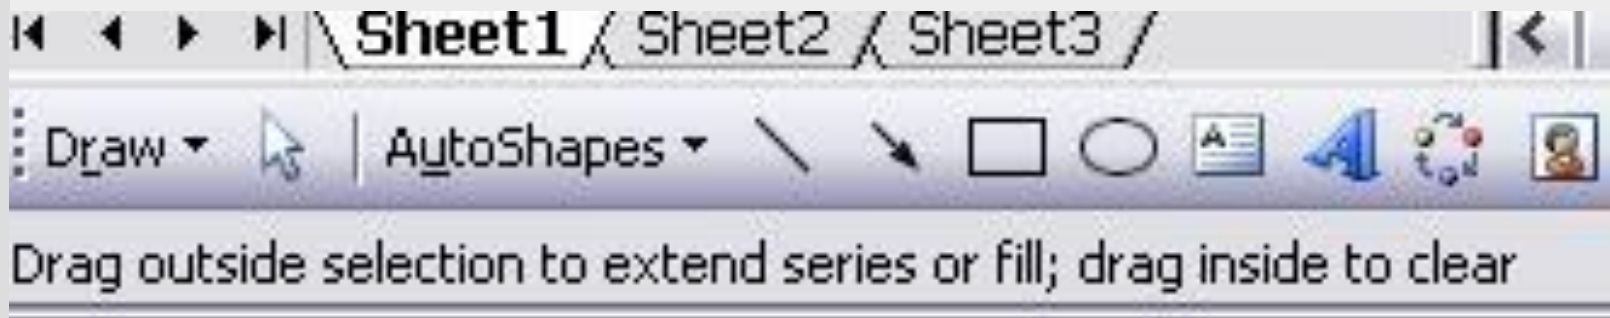 Sheet1 Sheet2 Sheet3
Draw AutoShapes
Drag outside selection to extend series or fill; drag inside to clear